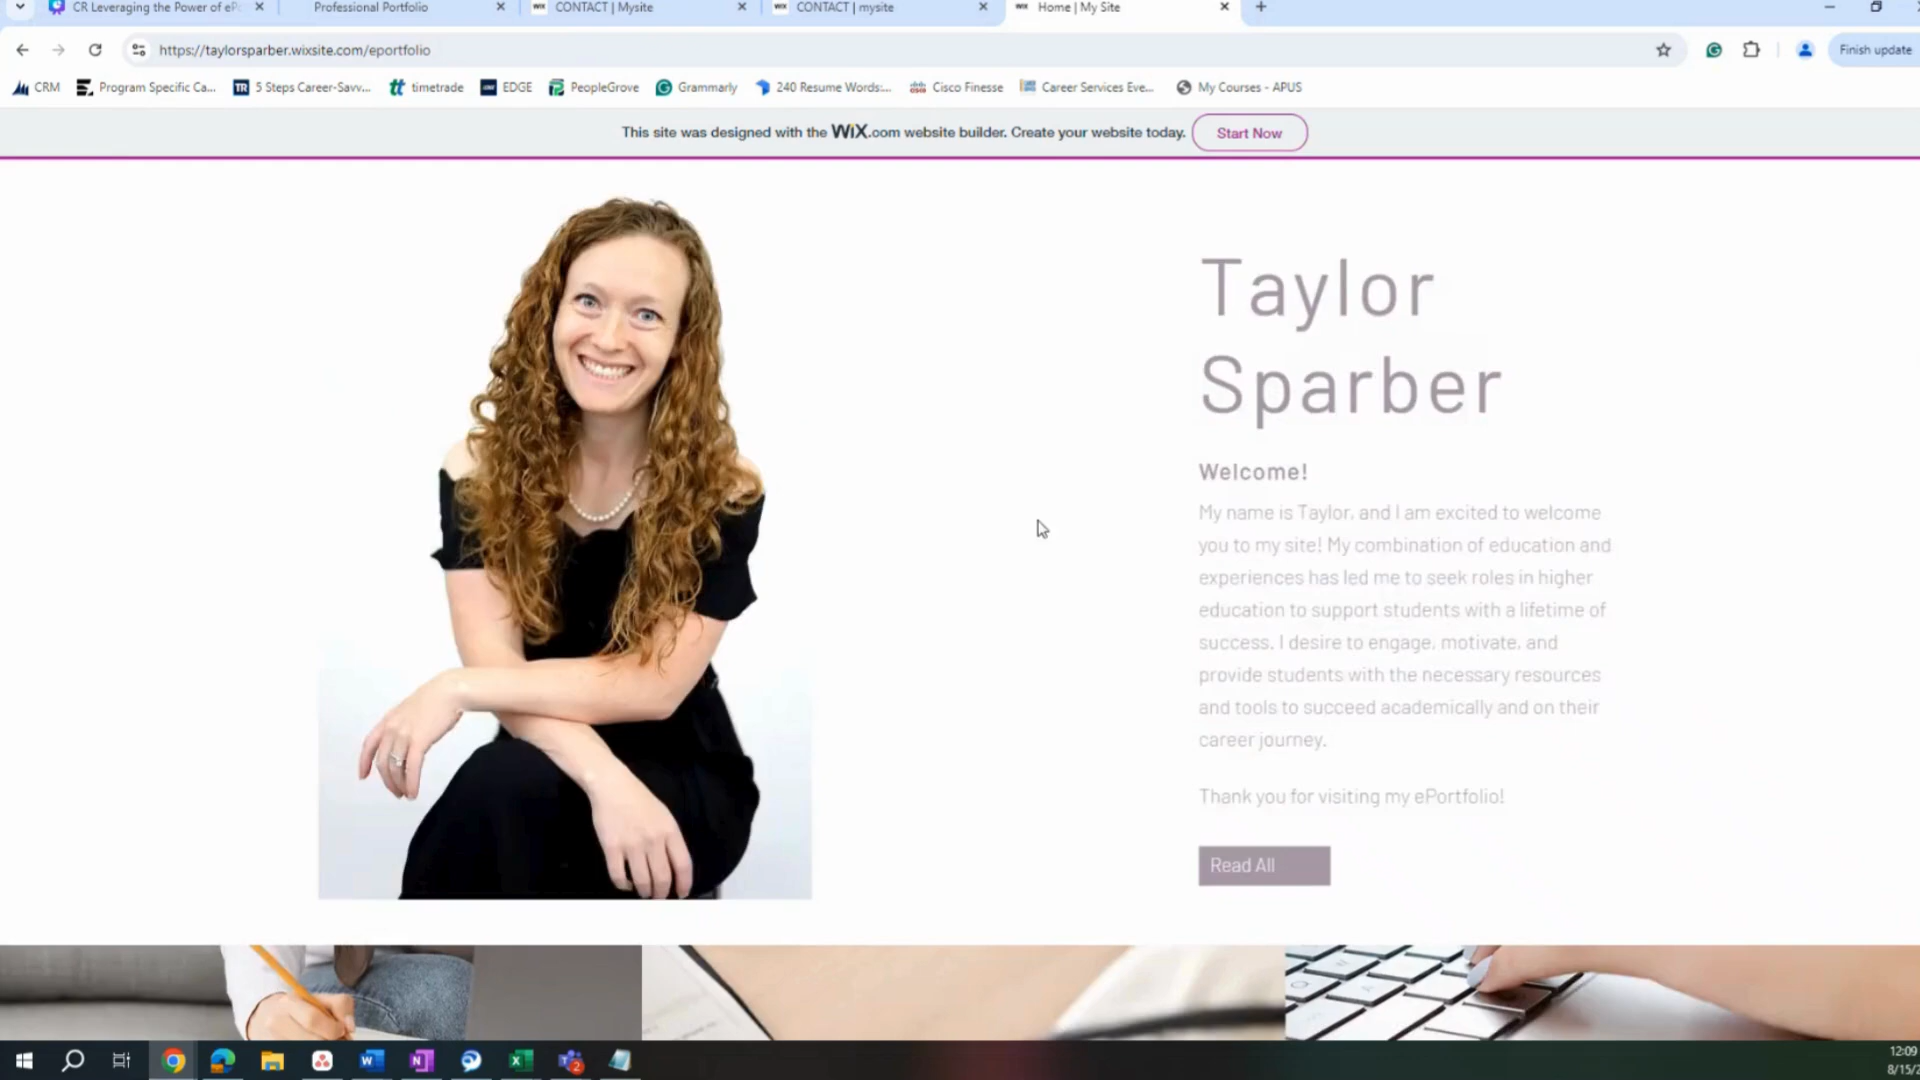 CR Leveraging the Power of eP
Professional Portfolio
CONTACT | Mysite
CONTACT | mysite
Home | My Site
https://taylorsparber.wixsite.com/eportfolio
Finish update
CRM
Program Specific Ca...
5 Steps Career-Savv...
timetrade
EDGE
PeopleGrove
Grammarly
240 Resume Words:...
Cisco Finesse
Career Services Eve...
My Courses - APUS
This site was designed with the WiX.com website builder. Create your website today. Start Now
Taylor
Sparber
Welcome!
My name is Taylor, and I am excited to welcome
you to my site! My combination of education and
experiences has led me to seek roles in higher
education to support students with a lifetime of
success. I desire to engage, motivate, and
provide students with the necessary resources
and tools to succeed academically and on their
career journey.
Thank you for visiting my ePortfolio!
Read All
12:09
8/15/2